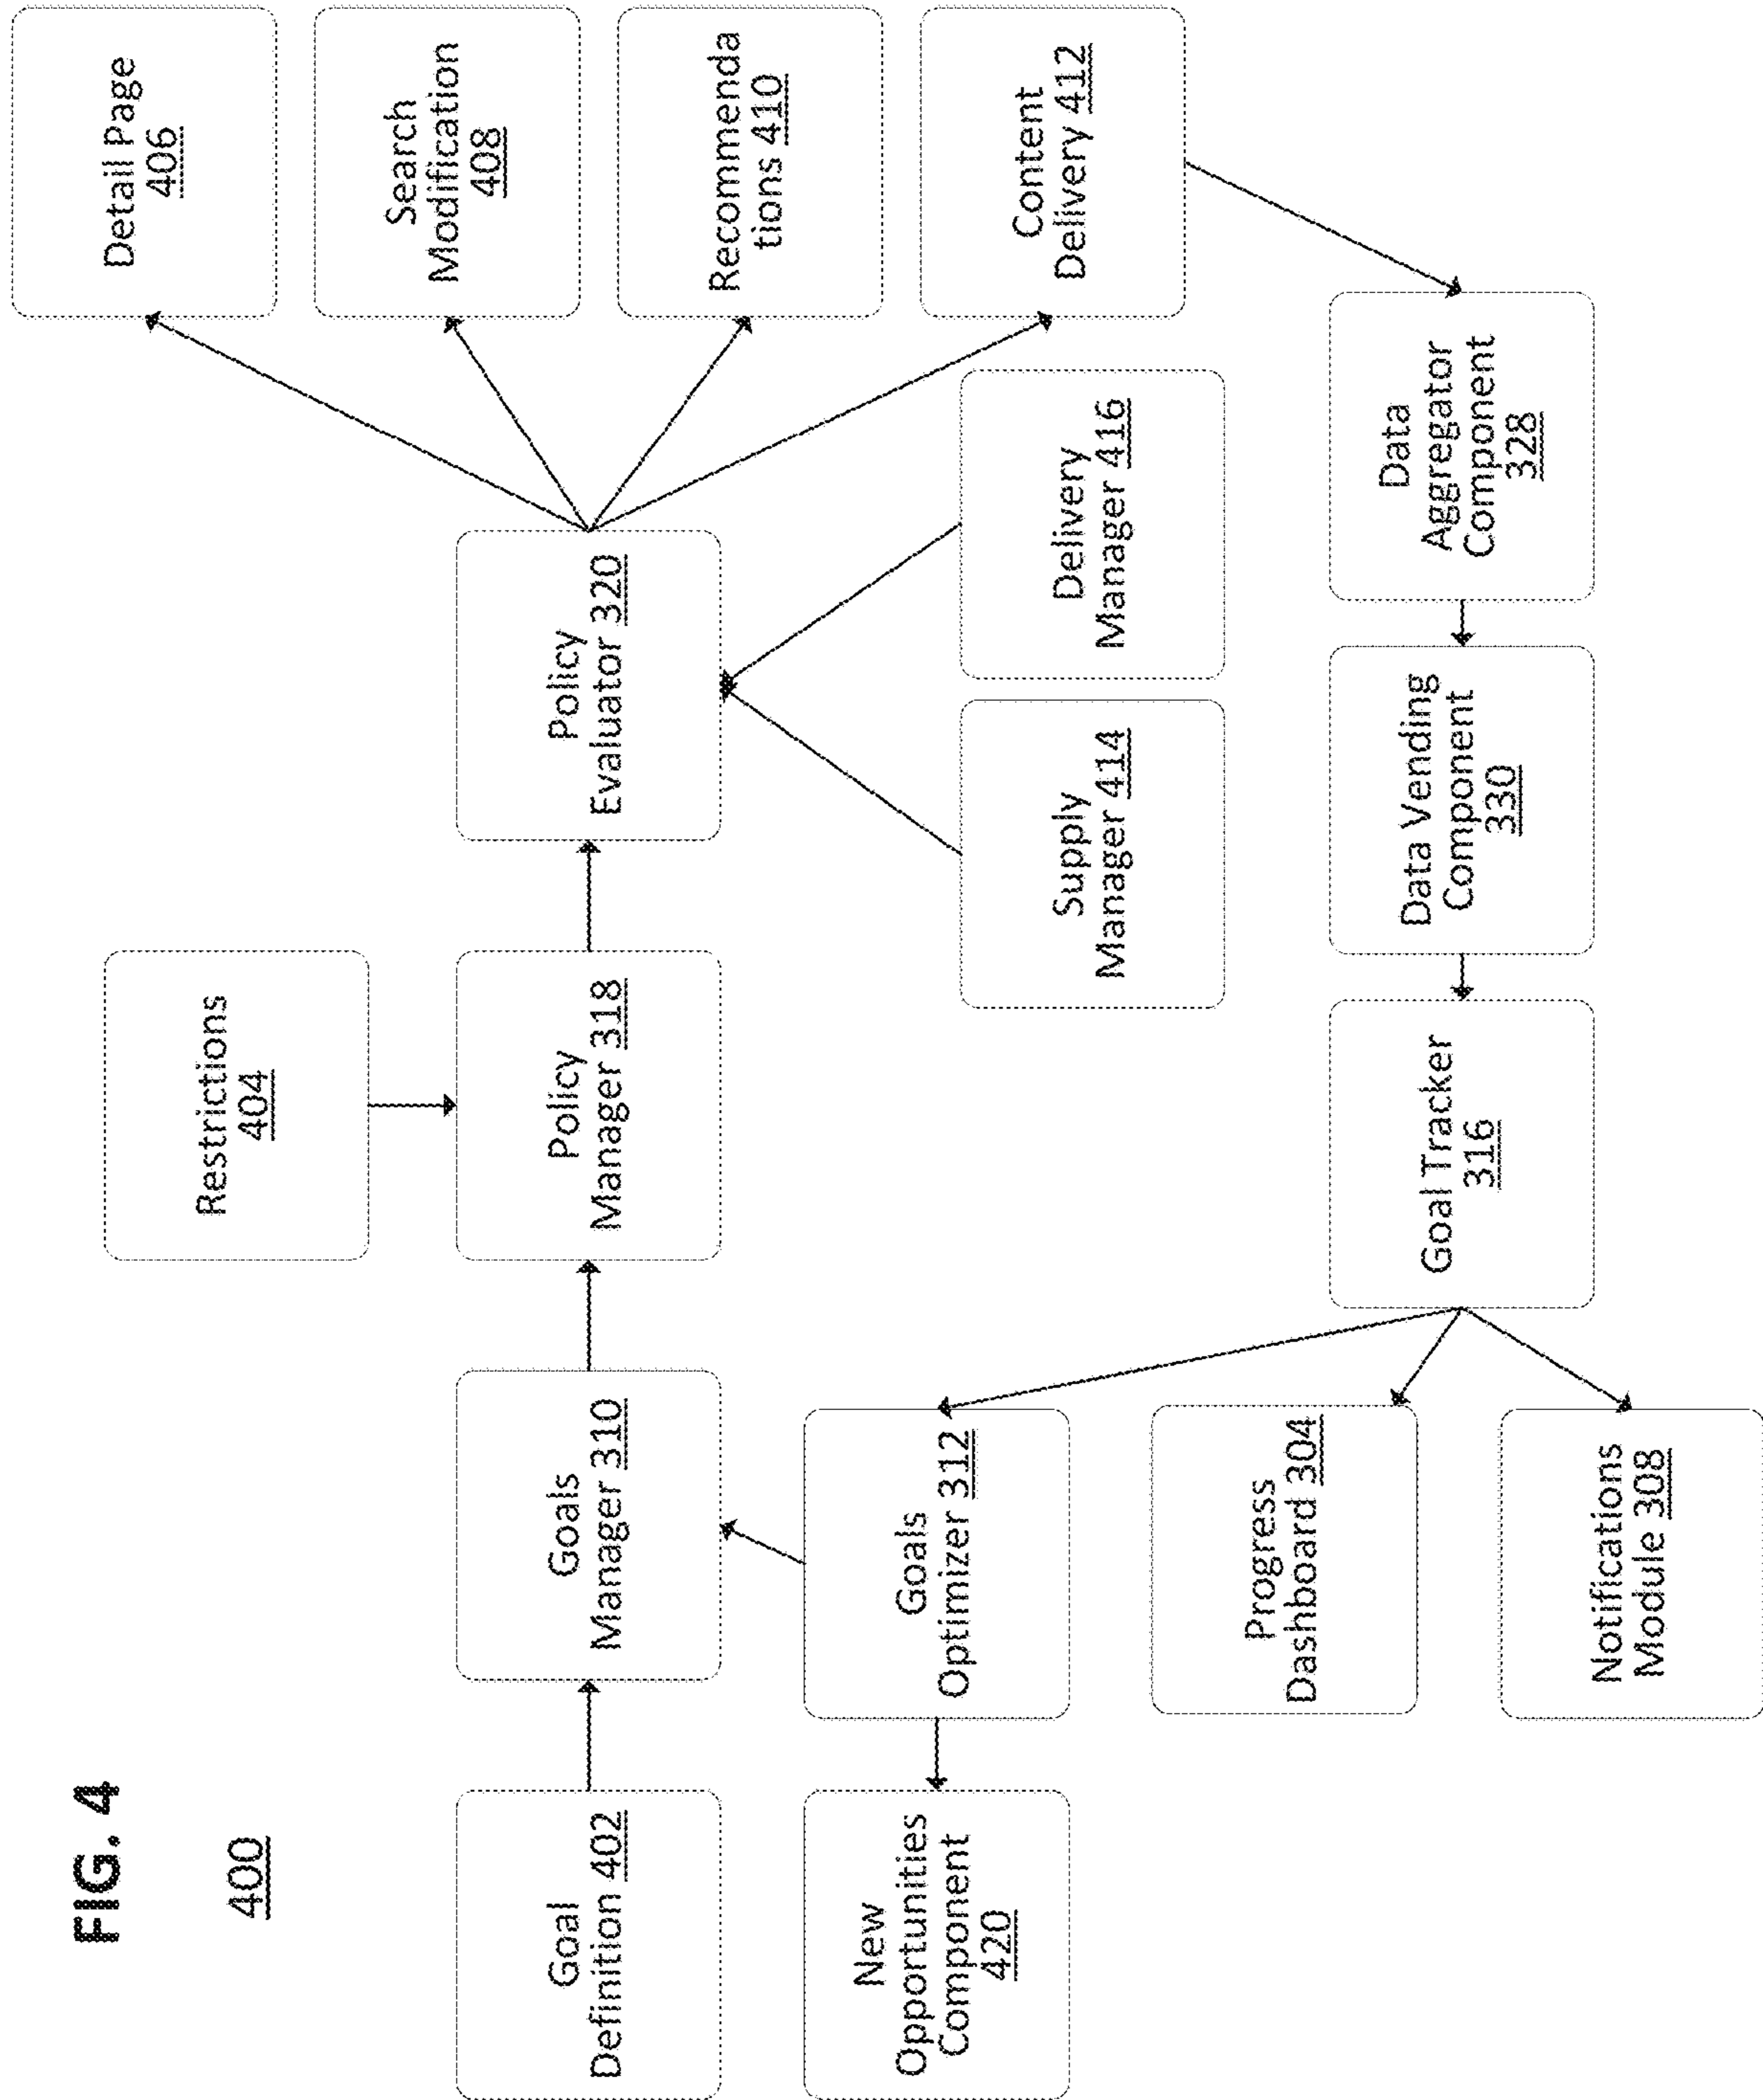 FIG. 4
400
Restrictions
404
Detail Page
406
Goal
Definition 402
Goals
Manager 310
Policy
Manager 318
Policy
Evaluator 320
Search
Modification
408
Recommenda
tions 410
New
Opportunities
Component
420
Goals
Optimizer 312
Supply
Manager 414
Delivery
Manager 416
Content
Delivery 412
Progress
Dashboard 304
Goal Tracker
316
Data Vending
Component
330
Data
Aggregator
Component
328
Notifications
Module 308